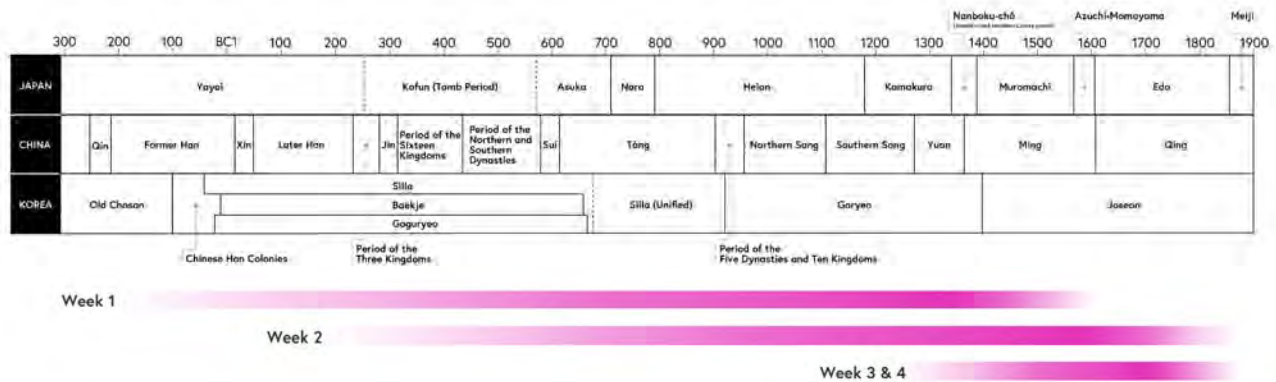 Nanboku-chō Azuchi-Momoyama Meiji
300 200 100 BC1 100 200 300 400 500 600 700 800 900 1000 1100 1200 1300 1400 1500 1600 1700 1800 1900
JAPAN Yayoi Kofun (Tomb Period) Asuka Nara Heian Kamakura Muromachi Edo
CHINA Qin Former Han Xin Later Han Jin Period of the Sixteen Kingdoms Period of the Northern and Southern Dynasties Sui Tang Northern Song Southern Song Yuan Ming Qing
KOREA Old Choson Silla Silla (Unified) Goryeo Joseon
Baekje
Goguryeo
Chinese Han Colonies
Period of the
Three Kingdoms
Period of the
Five Dynasties and Ten Kingdoms
Week 1
Week 2
Week 3 & 4